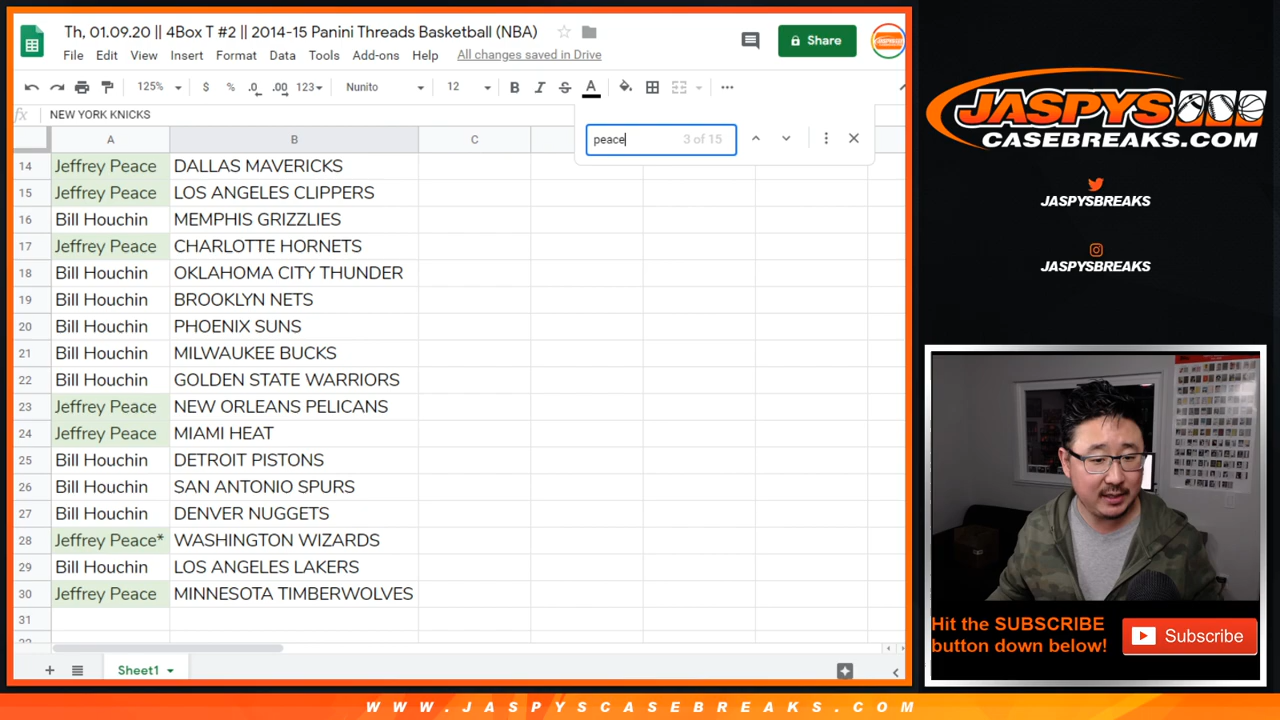 Th, 01.09.20 || 4Box T #2 || 2014-15 Panini Threads Basketball (NBA)
File Edit View Insert Format Data Tools Add-ons Help All changes saved in Drive
Share
125% $ % .0 .00 123 Nunito 12 B I S A
fx NEW YORK KNICKS
peace 3 of 15
A B C
14 Jeffrey Peace DALLAS MAVERICKS
15 Jeffrey Peace LOS ANGELES CLIPPERS
16 Bill Houchin MEMPHIS GRIZZLIES
17 Jeffrey Peace CHARLOTTE HORNETS
18 Bill Houchin OKLAHOMA CITY THUNDER
19 Bill Houchin BROOKLYN NETS
20 Bill Houchin PHOENIX SUNS
21 Bill Houchin MILWAUKEE BUCKS
22 Bill Houchin GOLDEN STATE WARRIORS
23 Jeffrey Peace NEW ORLEANS PELICANS
24 Jeffrey Peace MIAMI HEAT
25 Bill Houchin DETROIT PISTONS
26 Bill Houchin SAN ANTONIO SPURS
27 Bill Houchin DENVER NUGGETS
28 Jeffrey Peace* WASHINGTON WIZARDS
29 Bill Houchin LOS ANGELES LAKERS
30 Jeffrey Peace MINNESOTA TIMBERWOLVES
31
Sheet1
JASPYS
CASEBREAKS.COM
JASPYSBREAKS
JASPYSBREAKS
Hit the SUBSCRIBE
button down below!
Subscribe
WWW.JASPYSCASEBREAKS.COM